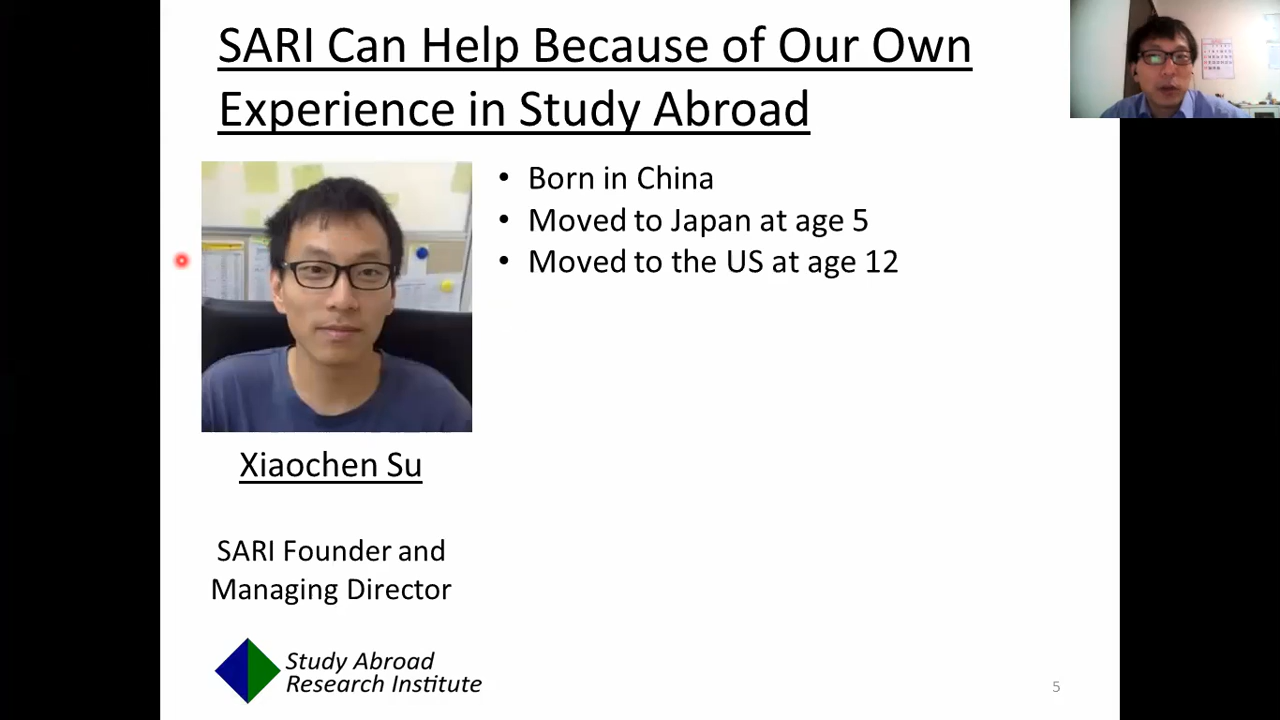 SARI Can Help Because of Our Own
Experience in Study Abroad
• Born in China
• Moved to Japan at age 5
• Moved to the US at age 12
Xiaochen Su
SARI Founder and
Managing Director
Study Abroad
Research Institute
5